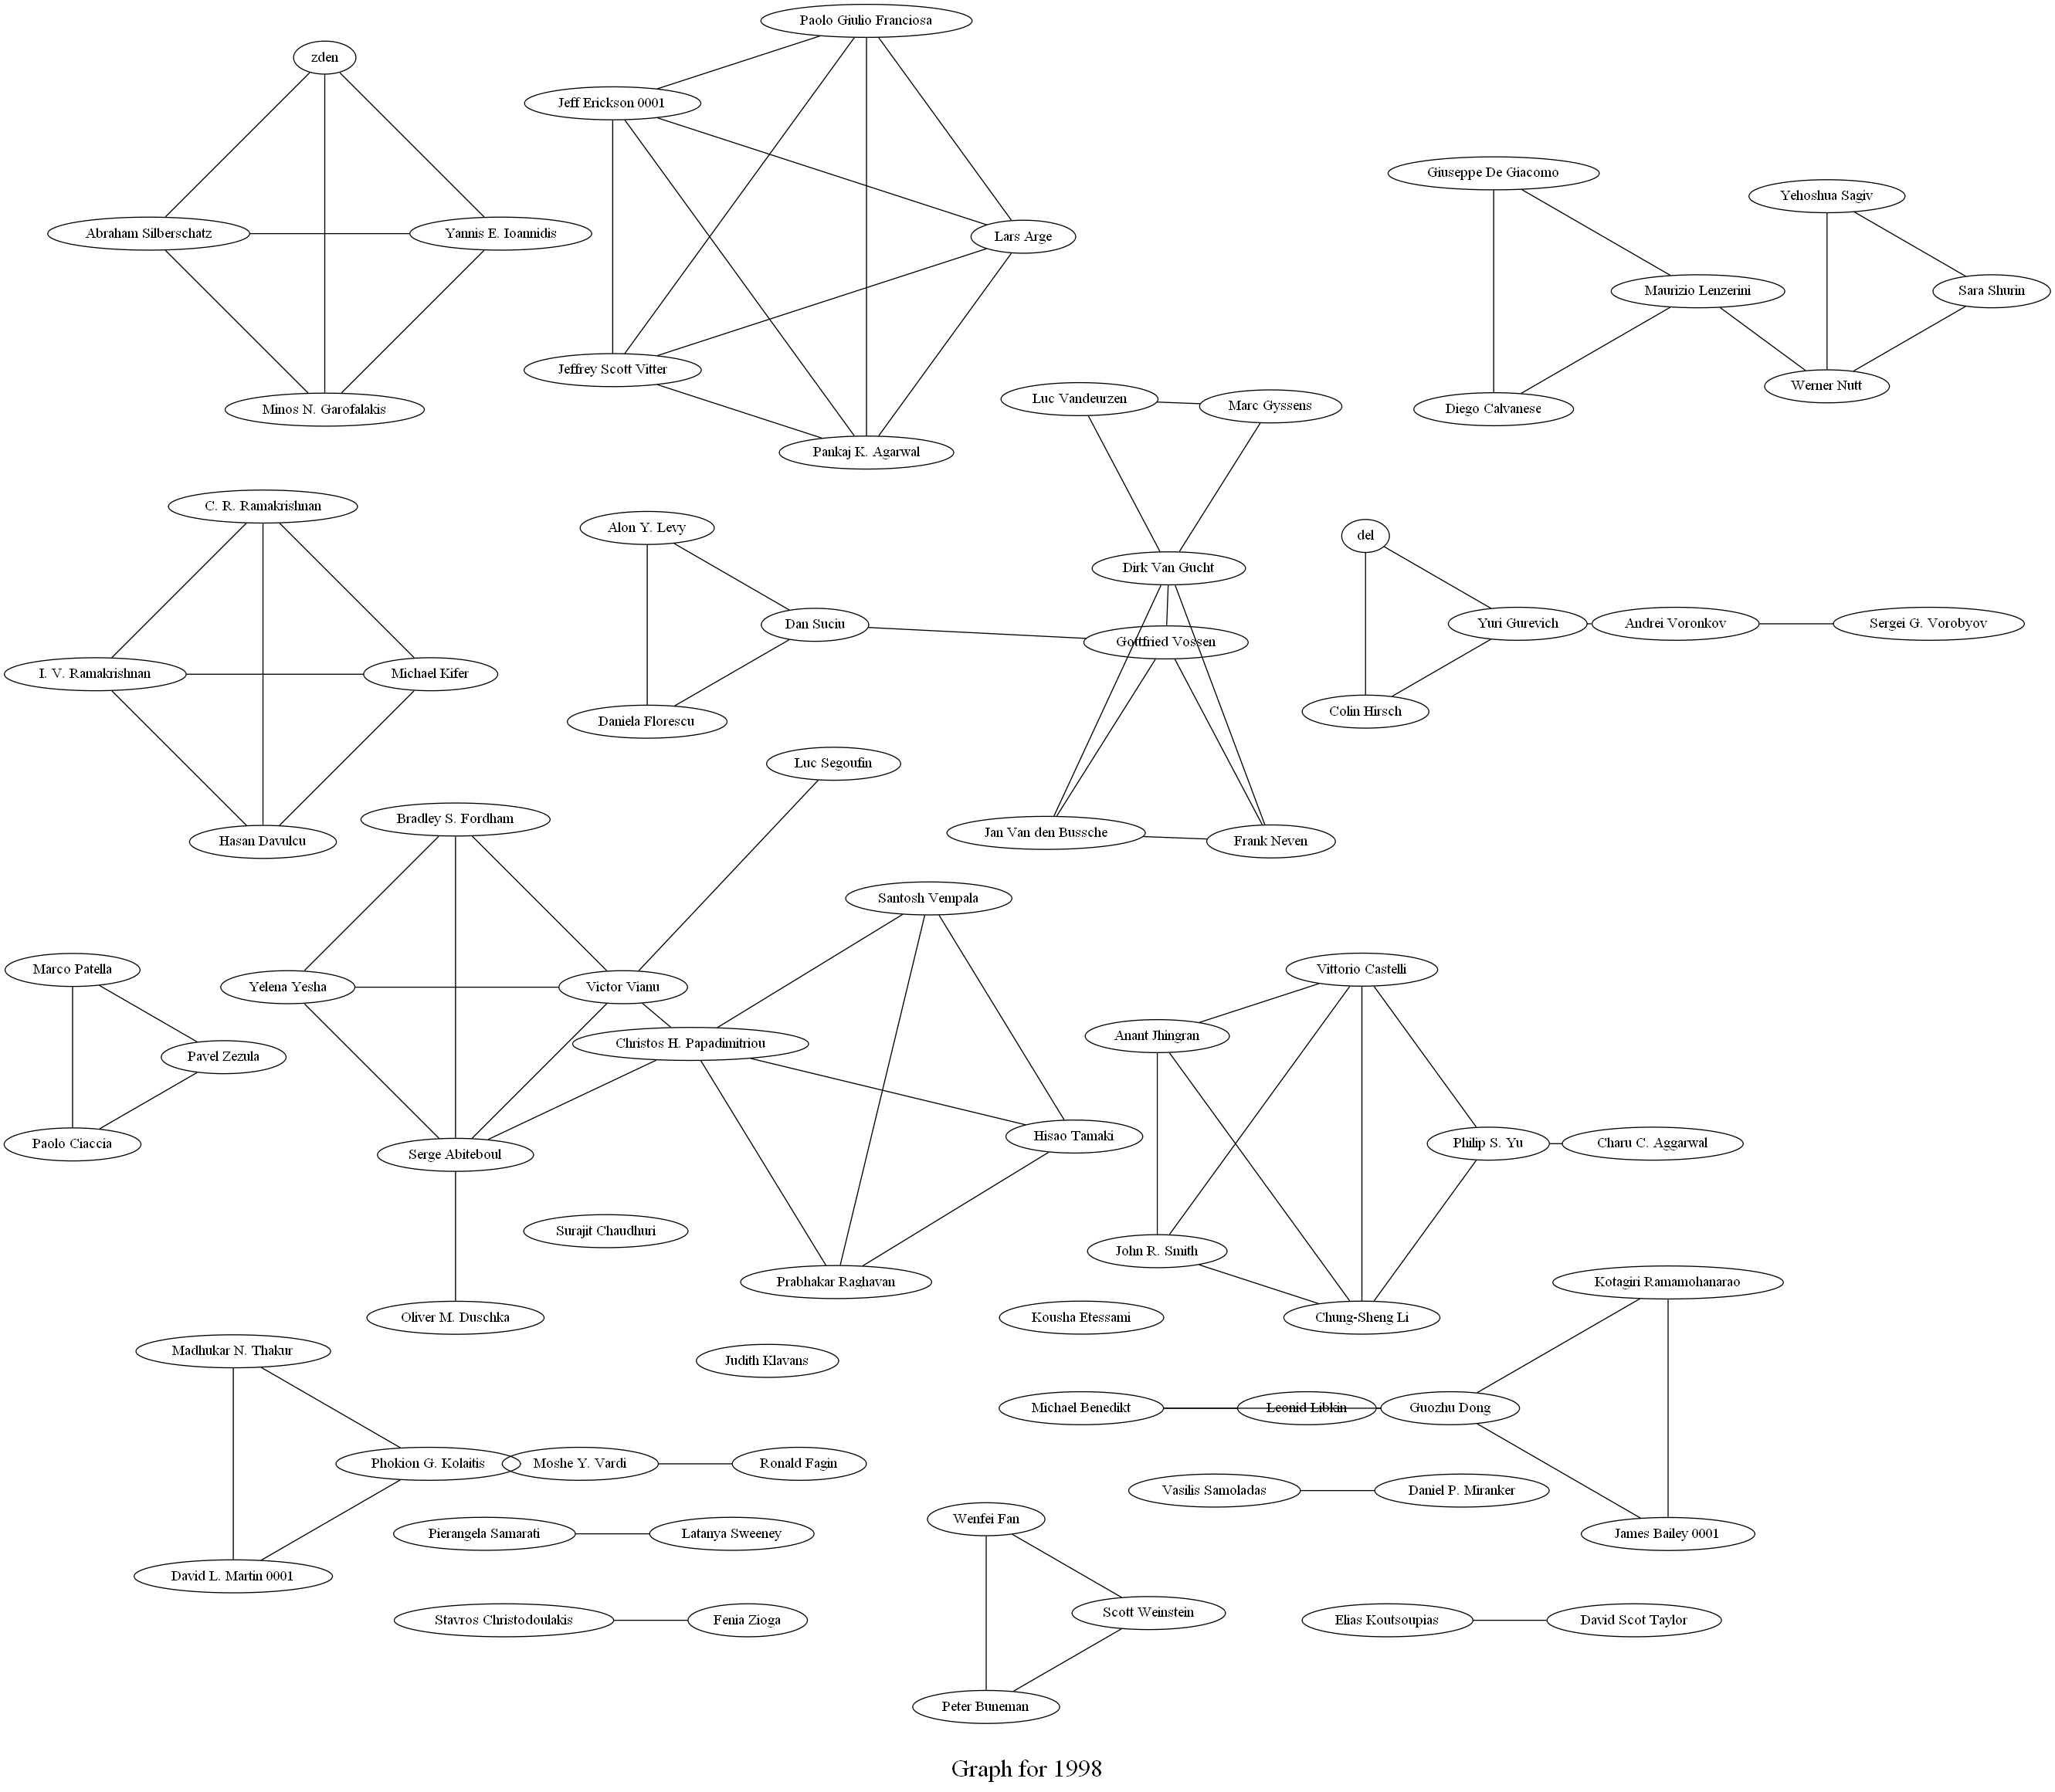 Paolo Giulio Franciosa
zden
Jeff Erickson 0001
Giuseppe De Giacomo
Yehoshua Sagiv
Abraham Silberschatz
Yannis E. Ioannidis
Lars Arge
Maurizio Lenzerini
Sara Shurin
Jeffrey Scott Vitter
Werner Nutt
Luc Vandeurzen
Marc Gyssens
Minos N. Garofalakis
Diego Calvanese
Pankaj K. Agarwal
C. R. Ramakrishnan
Alon Y. Levy
del
Dirk Van Gucht
Dan Suciu
Yuri Gurevich
Andrei Voronkov
Sergei G. Vorobyov
Gottfried Vossen
I. V. Ramakrishnan
Michael Kifer
Colin Hirsch
Daniela Florescu
Luc Segoufin
Bradley S. Fordham
Jan Van den Bussche
Frank Neven
Hasan Davulcu
Santosh Vempala
Marco Patella
Vittorio Castelli
Yelena Yesha
Victor Vianu
Anant Jhingran
Christos H. Papadimitriou
Pavel Zezula
Hisao Tamaki
Paolo Ciaccia
Philip S. Yu
Charu C. Aggarwal
Serge Abiteboul
Surajit Chaudhuri
John R. Smith
Prabhakar Raghavan
Kotagiri Ramamohanarao
Oliver M. Duschka
Kousha Etessami
Chung-Sheng Li
Madhukar N. Thakur
Judith Klavans
Michael Benedikt
Leonid Libkin
Guozhu Dong
Phokion G. Kolaitis
Moshe Y. Vardi
Ronald Fagin
Vasilis Samoladas
Daniel P. Miranker
Wenfei Fan
Pierangela Samarati
Latanya Sweeney
James Bailey 0001
David L. Martin 0001
Scott Weinstein
Stavros Christodoulakis
Fenia Zioga
Elias Koutsoupias
David Scot Taylor
Peter Buneman
Graph for 1998